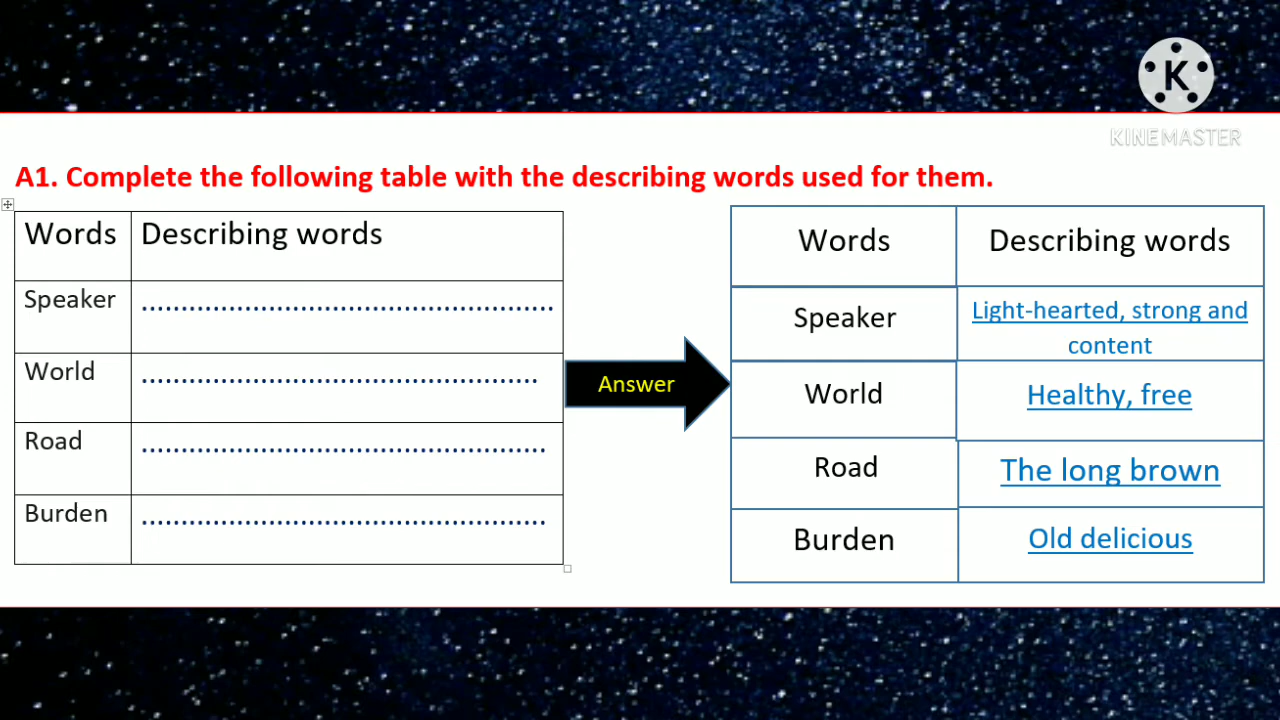 K
KINEMASTER
A1. Complete the following table with the describing words used for them.
Words Describing words
Speaker ....................................................
World ..................................................
Road ...................................................
Burden ...................................................
Answer
Words Describing words
Speaker Light-hearted, strong and
content
World Healthy, free
Road The long brown
Burden Old delicious